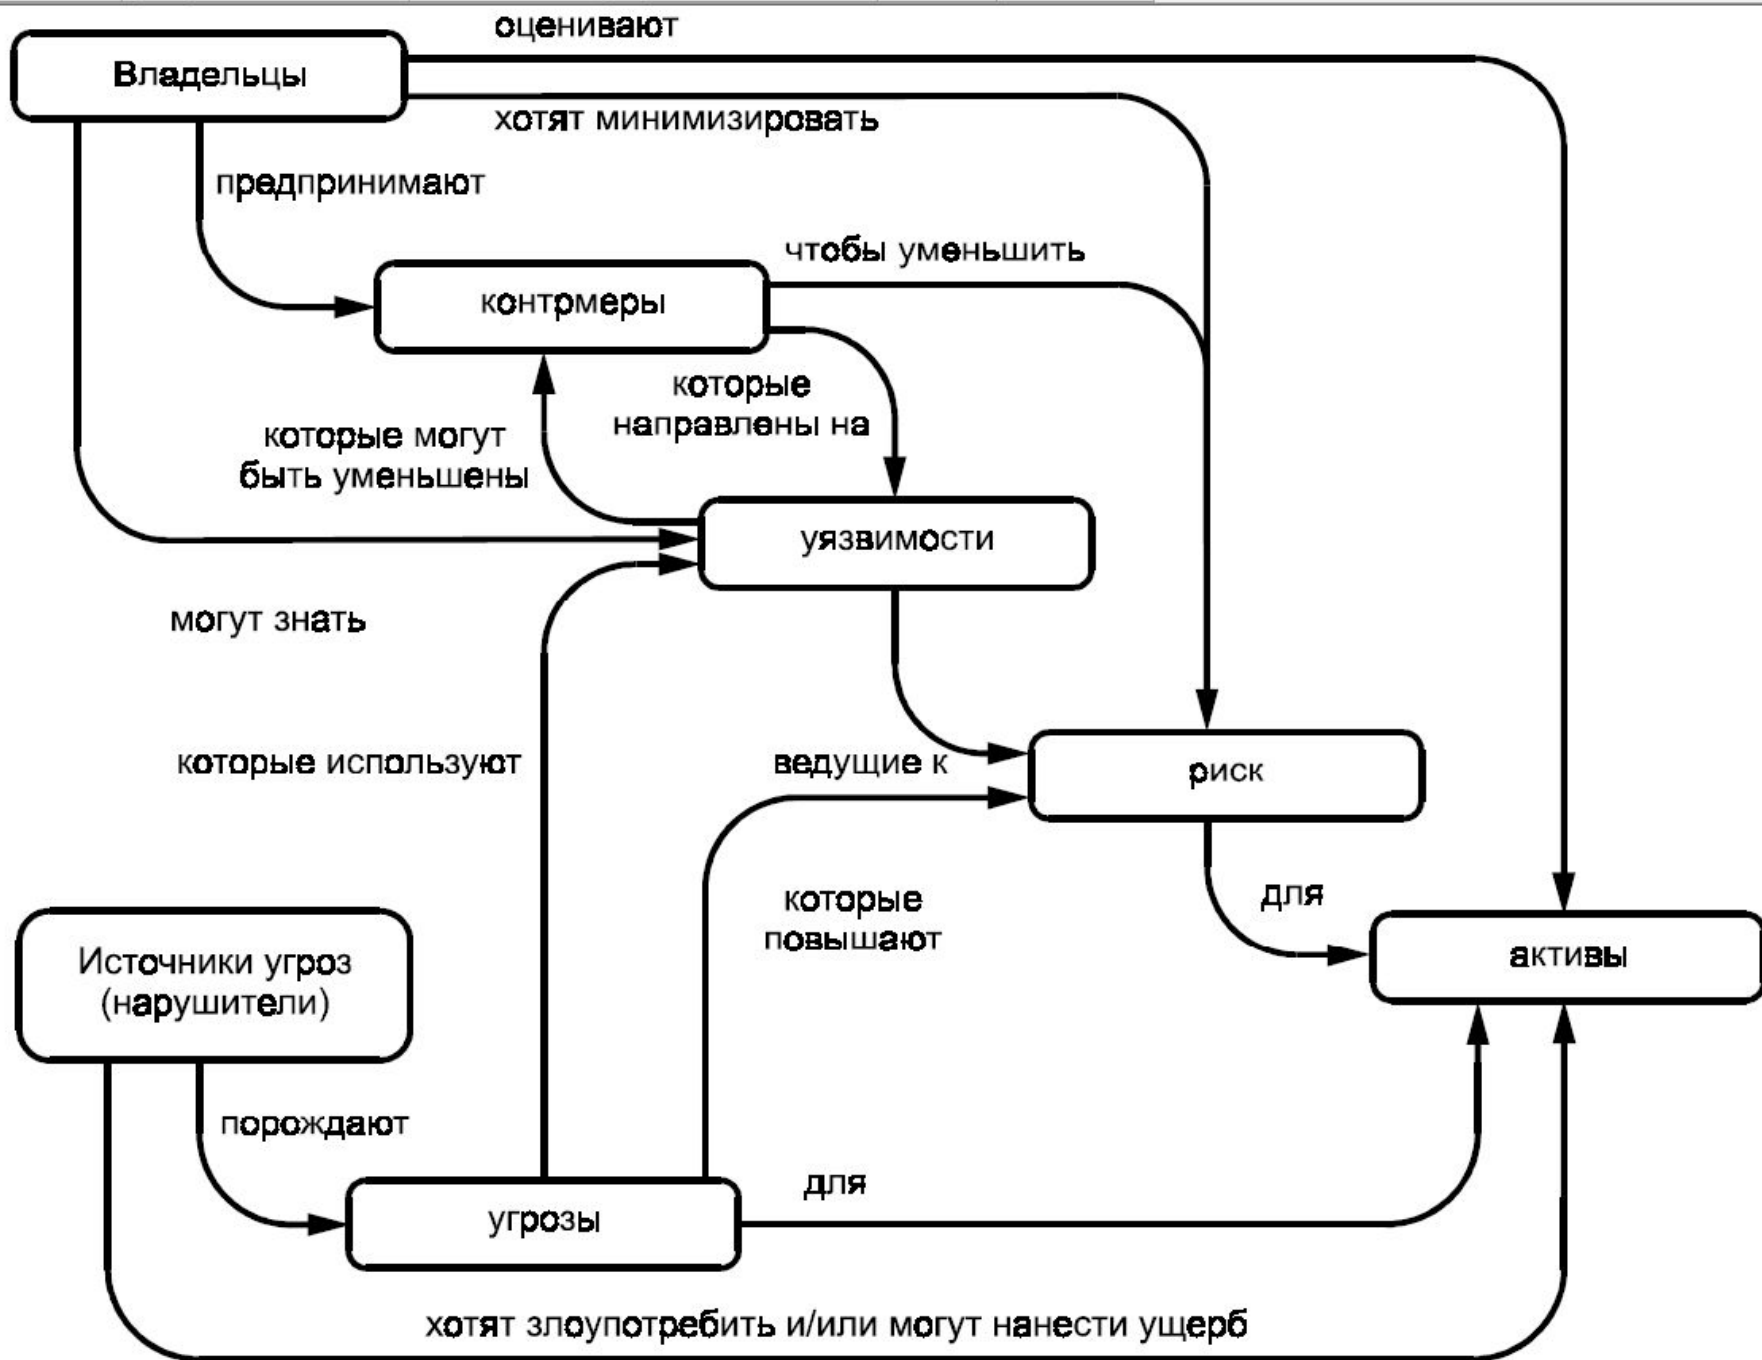 оценивают
Владельцы
хотят минимизировать
предпринимают
чтобы уменьшить
контрмеры
которые
направлены на
которые могут
быть уменьшены
уязвимости
могут знать
которые используют
ведущие к
риск
которые
повышают
для
Источники угроз
(нарушители)
активы
порождают
для
угрозы
хотят злоупотребить и/или могут нанести ущерб